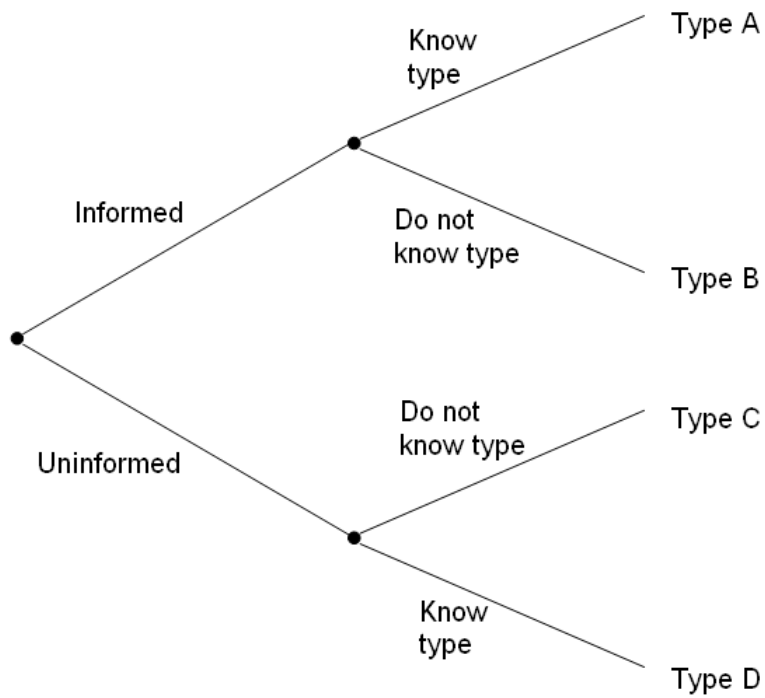 Know
type
Type A
Informed
Do not
know type
Type B
Uninformed
Do not
know type
Type C
Know
type
Type D